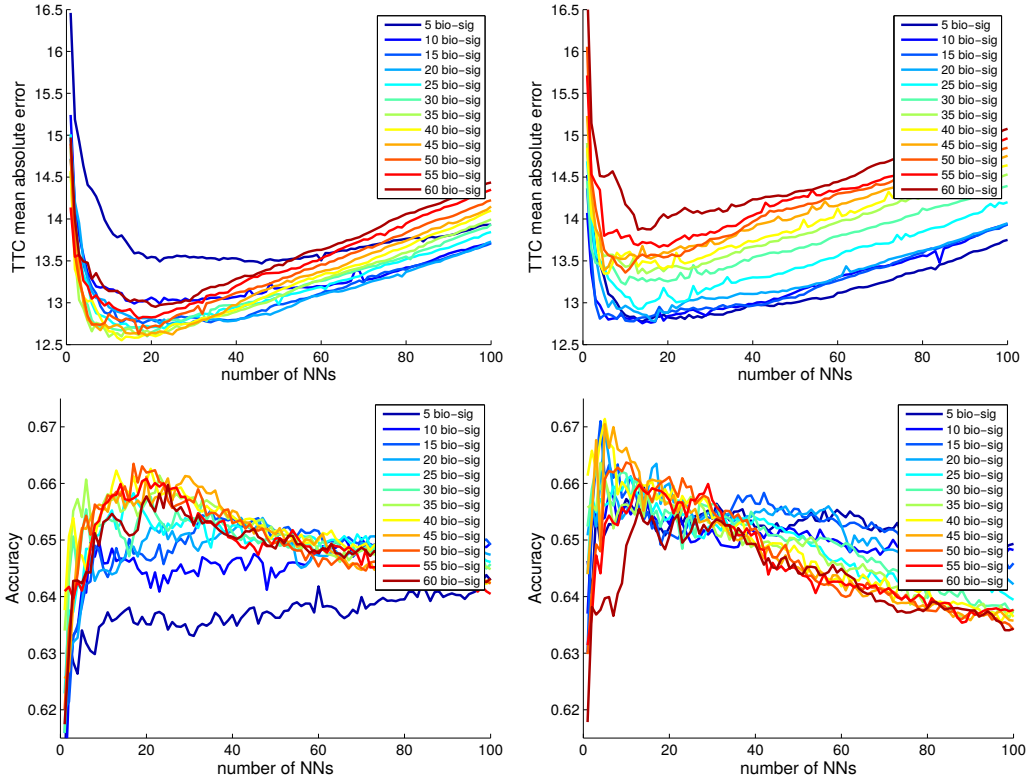 16.5
16
15.5
15
14.5
14
13.5
13
12.5
TTC mean absolute error
0
20
40
60
80
100
number of NNs
5 bio−sig
10 bio−sig
15 bio−sig
20 bio−sig
25 bio−sig
30 bio−sig
35 bio−sig
40 bio−sig
45 bio−sig
50 bio−sig
55 bio−sig
60 bio−sig
16.5
16
15.5
15
14.5
14
13.5
13
12.5
TTC mean absolute error
0
20
40
60
80
100
number of NNs
5 bio−sig
10 bio−sig
15 bio−sig
20 bio−sig
25 bio−sig
30 bio−sig
35 bio−sig
40 bio−sig
45 bio−sig
50 bio−sig
55 bio−sig
60 bio−sig
0.67
0.66
0.65
0.64
0.63
0.62
Accuracy
0
20
40
60
80
100
number of NNs
5 bio−sig
10 bio−sig
15 bio−sig
20 bio−sig
25 bio−sig
30 bio−sig
35 bio−sig
40 bio−sig
45 bio−sig
50 bio−sig
55 bio−sig
60 bio−sig
0.67
0.66
0.65
0.64
0.63
0.62
Accuracy
0
20
40
60
80
100
number of NNs
5 bio−sig
10 bio−sig
15 bio−sig
20 bio−sig
25 bio−sig
30 bio−sig
35 bio−sig
40 bio−sig
45 bio−sig
50 bio−sig
55 bio−sig
60 bio−sig